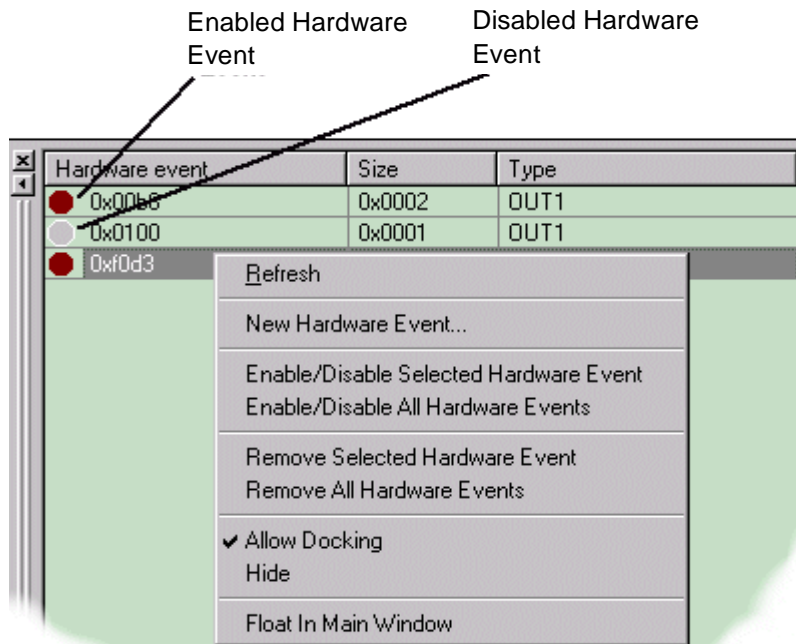 Enabled Hardware Event
Disabled Hardware Event
Hardware event Size Type
0x0002 OUT1
0x0100 0x0001 OUT1
0xf0d3
Refresh
New Hardware Event...
Enable/Disable Selected Hardware Event
Enable/Disable All Hardware Events
Remove Selected Hardware Event
Remove All Hardware Events
Allow Docking
Hide
Float In Main Window